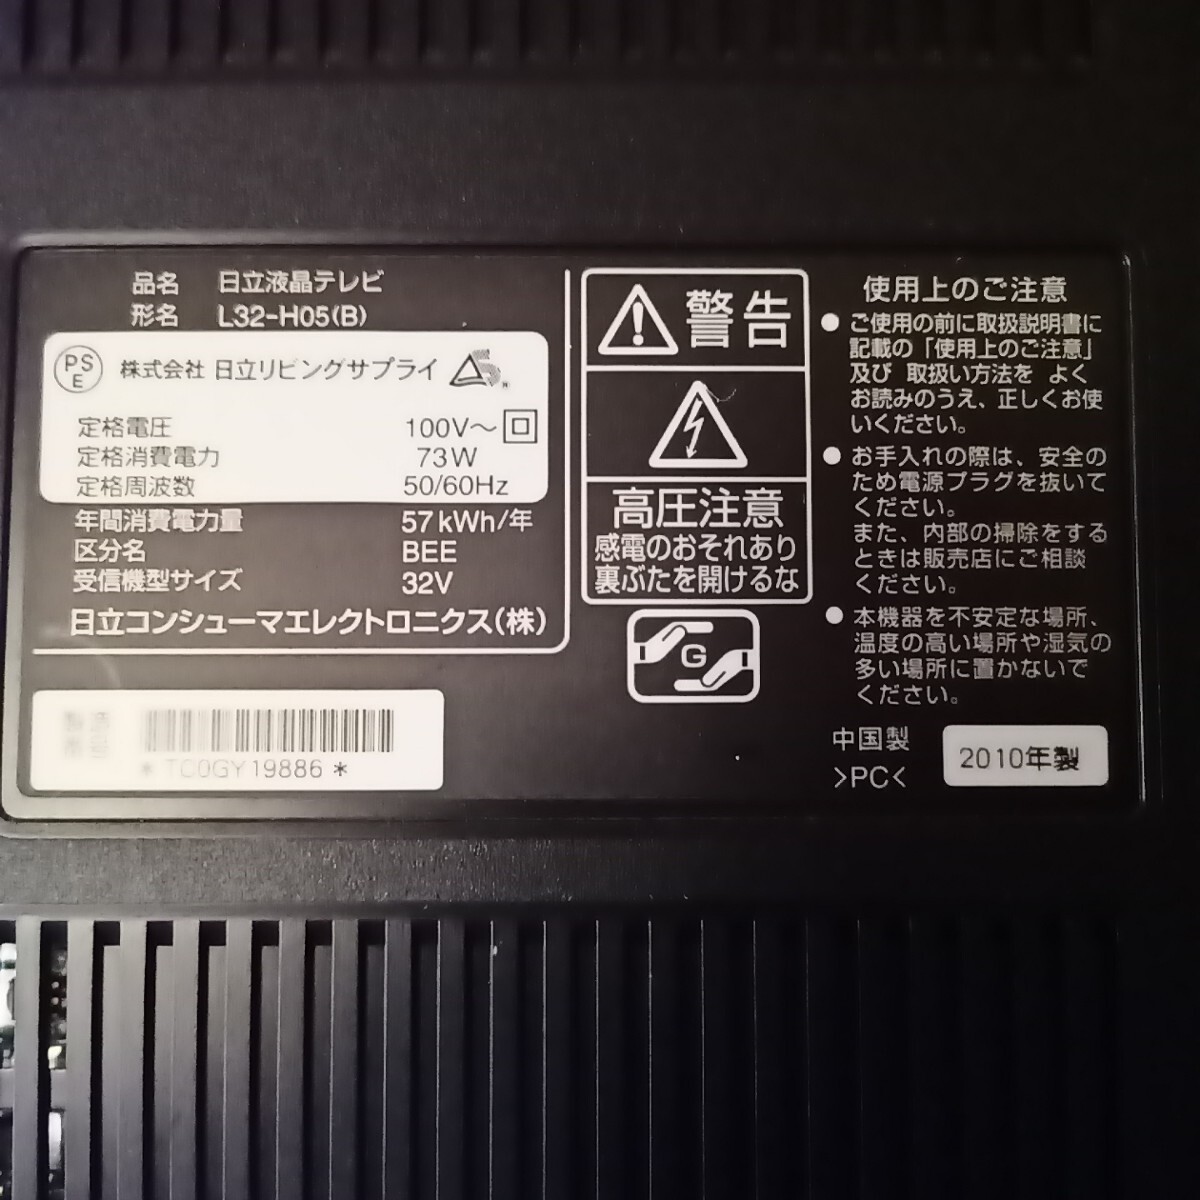 品名 日立液晶テレビ
形名 L32-H05(B)
PS
E
株式会社 日立リビングサプライ
定格電圧 100V～
定格消費電力 73W
定格周波数 50/60Hz
年間消費電力量 57kWh/年
区分名 BEE
受信機型サイズ 32V
日立コンシューマエレクトロニクス(株)
製造
番号
* TC0GY19886 *
警告
高圧注意
感電のおそれあり
裏ぶたを開けるな
G
使用上のご注意
● ご使用の前に取扱説明書に
記載の「使用上のご注意」
及び 取扱い方法を よく
お読みのうえ、正しくお使
いください。
● お手入れの際は、安全の
ため電源プラグを抜いて
ください。
また、内部の掃除をする
ときは販売店にご相談
ください。
● 本機器を不安定な場所、
温度の高い場所や湿気の
多い場所に置かないで
ください。
中国製
>PC<
2010年製